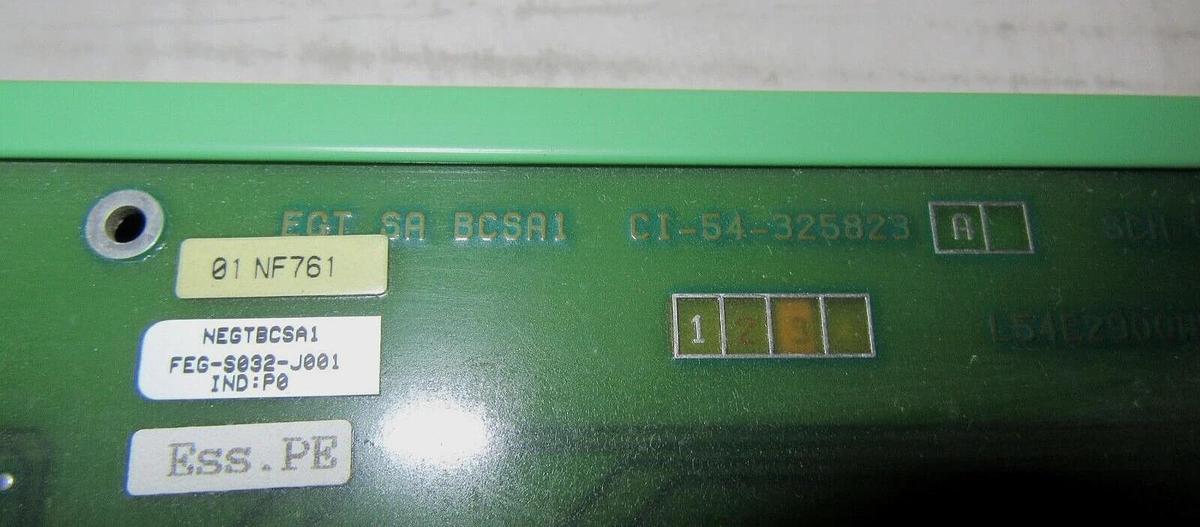 EGT SA BCSA1 CI-54-325823 A SCH
01 NF761
1 2 3
NEGTBCSA1
FEG-S032-J001
IND:P0
Ess.PE